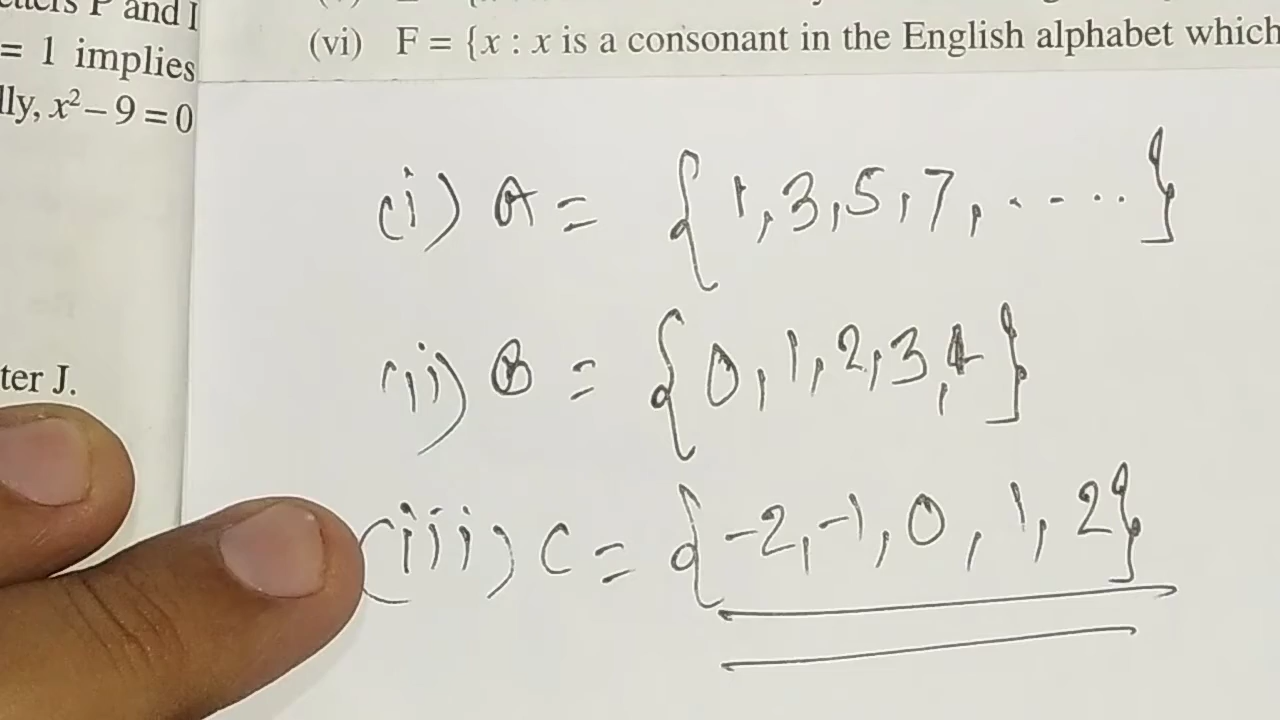 P and
= 1 implies
lly, x² – 9 = 0
ter J.
(vi) F = {x : x is a consonant in the English alphabet which
(i) A = {1, 3, 5, 7, .....}
(ii) B = {0, 1, 2, 3, 4}
(iii) C = {-2, -1, 0, 1, 2}